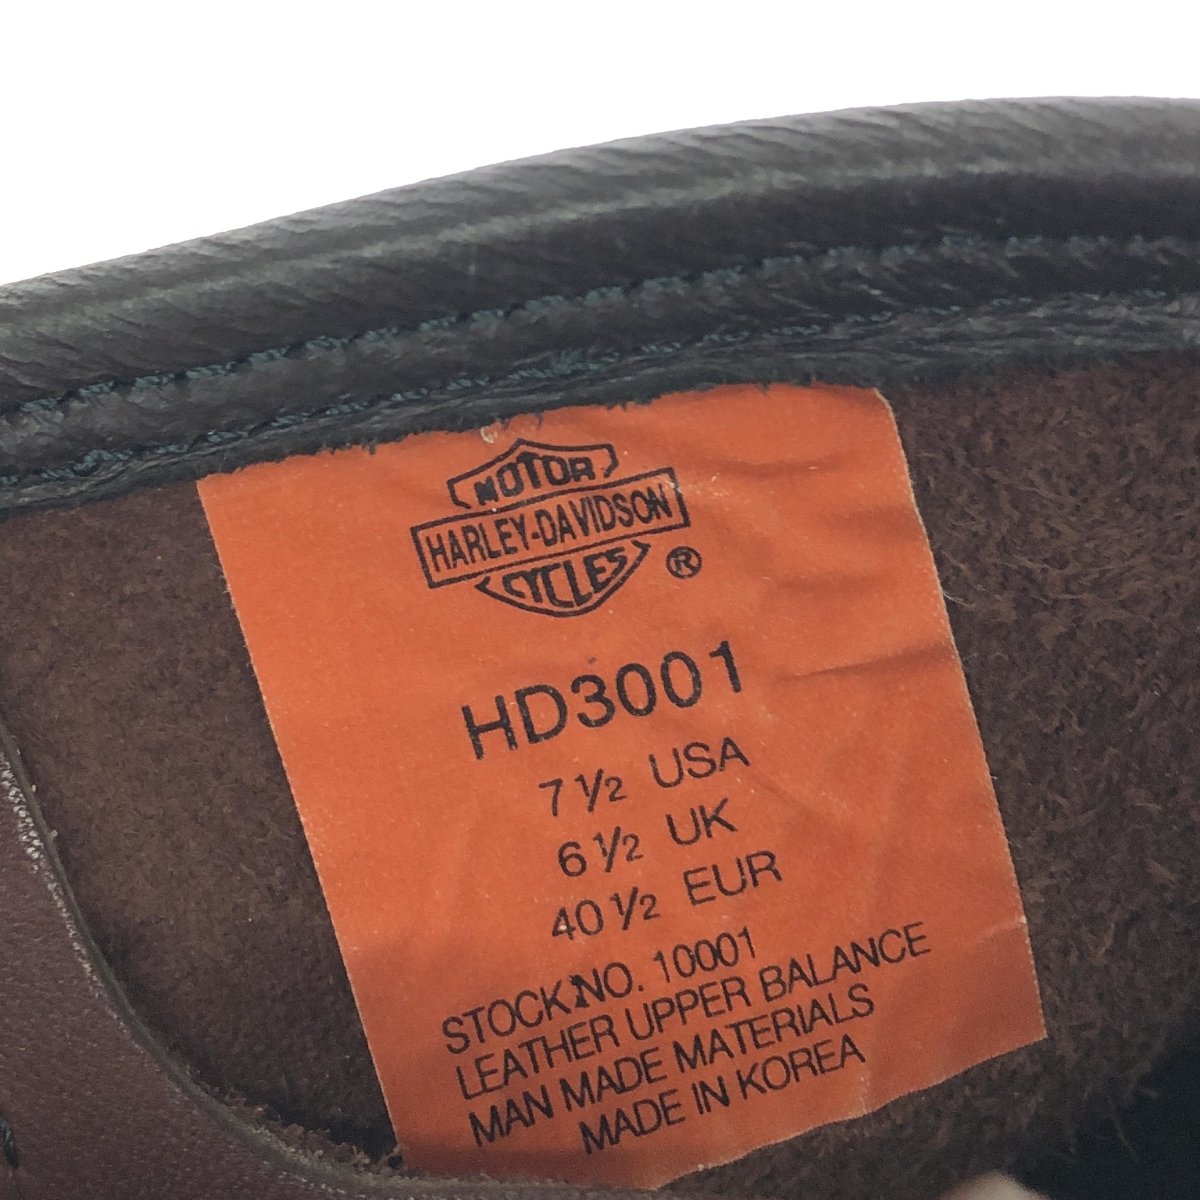 MOTOR
HARLEY-DAVIDSON
CYCLES ®
HD3001
7 1/2 USA
6 1/2 UK
40 1/2 EUR
STOCK NO. 10001
LEATHER UPPER BALANCE
MAN MADE MATERIALS
MADE IN KOREA